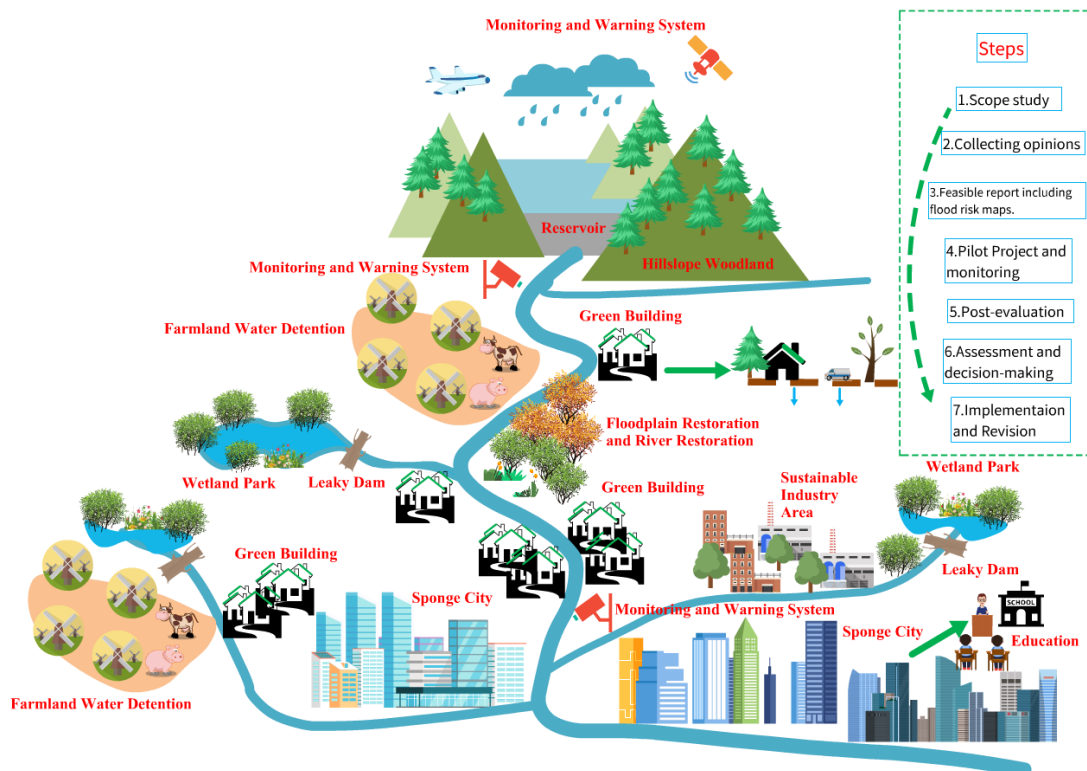 Monitoring and Warning System
Steps
1.Scope study
2.Collecting opinions
3.Feasible report including
flood risk maps.
4.Pilot Project and
monitoring
5.Post-evaluation
6.Assessment and
decision-making
7.Implementaion
and Revision
Reservoir
Hillslope Woodland
Monitoring and Warning System
Farmland Water Detention
Green Building
Floodplain Restoration
and River Restoration
Wetland Park
Leaky Dam
Green Building
Sustainable
Industry
Area
Wetland Park
Leaky Dam
Green Building
Sponge City
Monitoring and Warning System
Sponge City
SCHOOL
Education
Farmland Water Detention